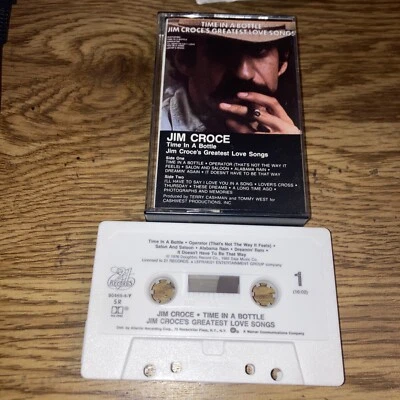 TIME IN A BOTTLE
JIM CROCE'S GREATEST LOVE SONGS
JIM CROCE
Time In A Bottle
Jim Croce's Greatest Love Songs
Side One
TIME IN A BOTTLE • OPERATOR (THAT'S NOT THE WAY IT
FEELS) • SALON AND SALOON • ALABAMA RAIN •
DREAMIN' AGAIN • IT DOESN'T HAVE TO BE THAT WAY
Side Two
I'LL HAVE TO SAY I LOVE YOU IN A SONG • LOVER'S CROSS •
THURSDAY • THESE DREAMS • A LONG TIME AGO •
PHOTOGRAPHS AND MEMORIES
Produced by TERRY CASHMAN and TOMMY WEST for
CASHWEST PRODUCTIONS, INC
Time In A Bottle • Operator (That's Not The Way It Feels) •
Salon And Saloon • Alabama Rain • Dreamin' Again •
It Doesn't Have To Be That Way
21
RECORDS
SR
DOLBY
1
JIM CROCE • TIME IN A BOTTLE
JIM CROCE'S GREATEST LOVE SONGS